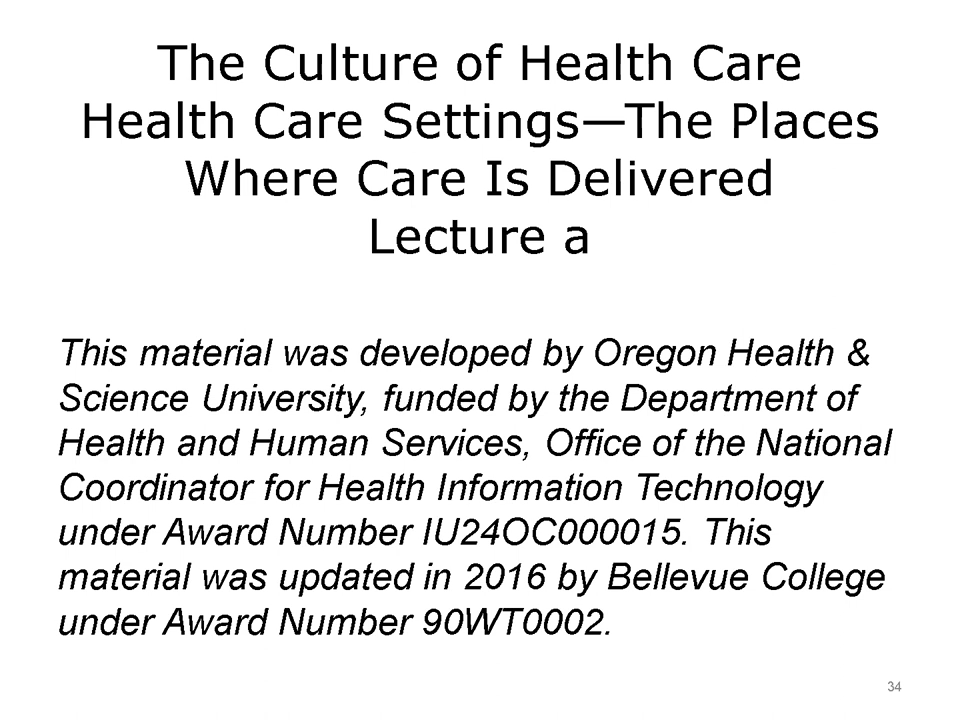 The Culture of Health Care
Health Care Settings—The Places
Where Care Is Delivered
Lecture a
This material was developed by Oregon Health &
Science University, funded by the Department of
Health and Human Services, Office of the National
Coordinator for Health Information Technology
under Award Number IU24OC000015. This
material was updated in 2016 by Bellevue College
under Award Number 90WT0002.
34